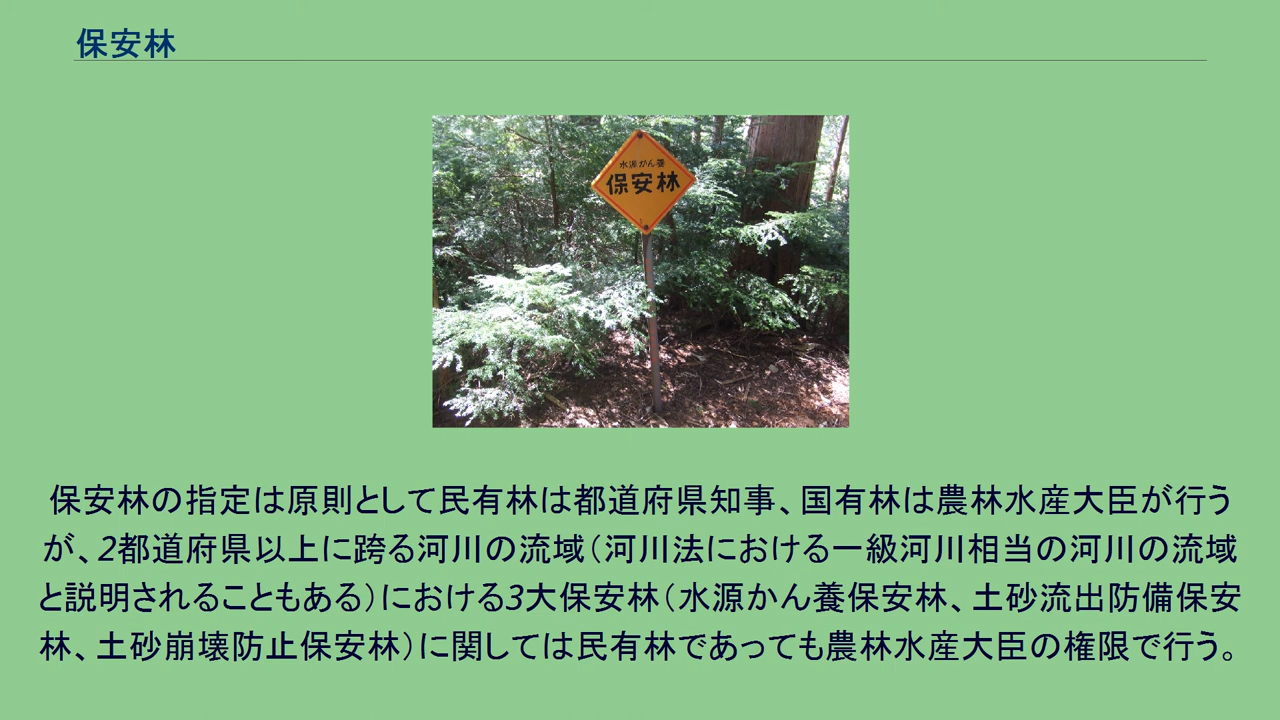 保安林
水源かん養
保安林
保安林の指定は原則として民有林は都道府県知事、国有林は農林水産大臣が行う
が、2都道府県以上に跨る河川の流域（河川法における一級河川相当の河川の流域
と説明されることもある）における3大保安林（水源かん養保安林、土砂流出防備保安
林、土砂崩壊防止保安林）に関しては民有林であっても農林水産大臣の権限で行う。